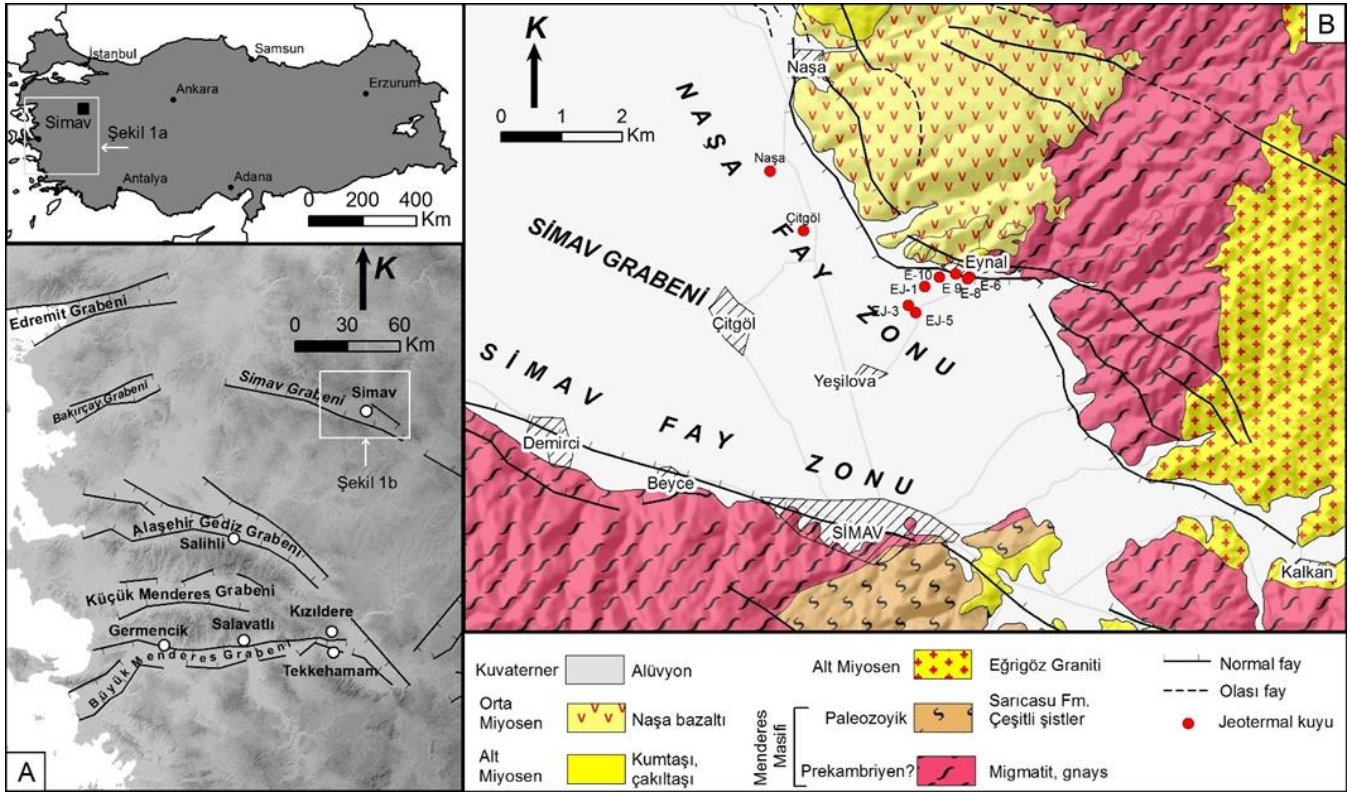 İstanbul
Samsun
Ankara
Erzurum
Simav
Şekil 1a
Antalya
Adana
0 200 400
Km
K
Edremit Grabeni
0 30 60
Km
Bakırçay Grabeni
Simav Grabeni
Simav
Şekil 1b
Alaşehir Gediz Grabeni
Salihli
Küçük Menderes Grabeni
Kızıldere
Salavatlı
Germencik
Büyük Menderes Grabeni
Tekkehamam
A
B
K
0 1 2
Km
Naşa
NAŞA FAY ZONU
Naşa
Çitgöl
SİMAV GRABENİ
Çitgöl
Eynal
E-10
E 9
E-6
E-8
EJ-1
EJ-3
EJ-5
Yeşilova
SİMAV FAY ZONU
Demirci
Beyce
SİMAV
Kalkan
Kuvaterner
Alüvyon
Orta
Miyosen
Naşa bazaltı
Alt
Miyosen
Kumtaşı,
çakıltaşı
Alt Miyosen
Eğrigöz Graniti
Menderes
Masifi
Paleozoyik
Sarıcasu Fm.
Çeşitli şistler
Prekambriyen?
Migmatit, gnays
Normal fay
Olası fay
Jeotermal kuyu